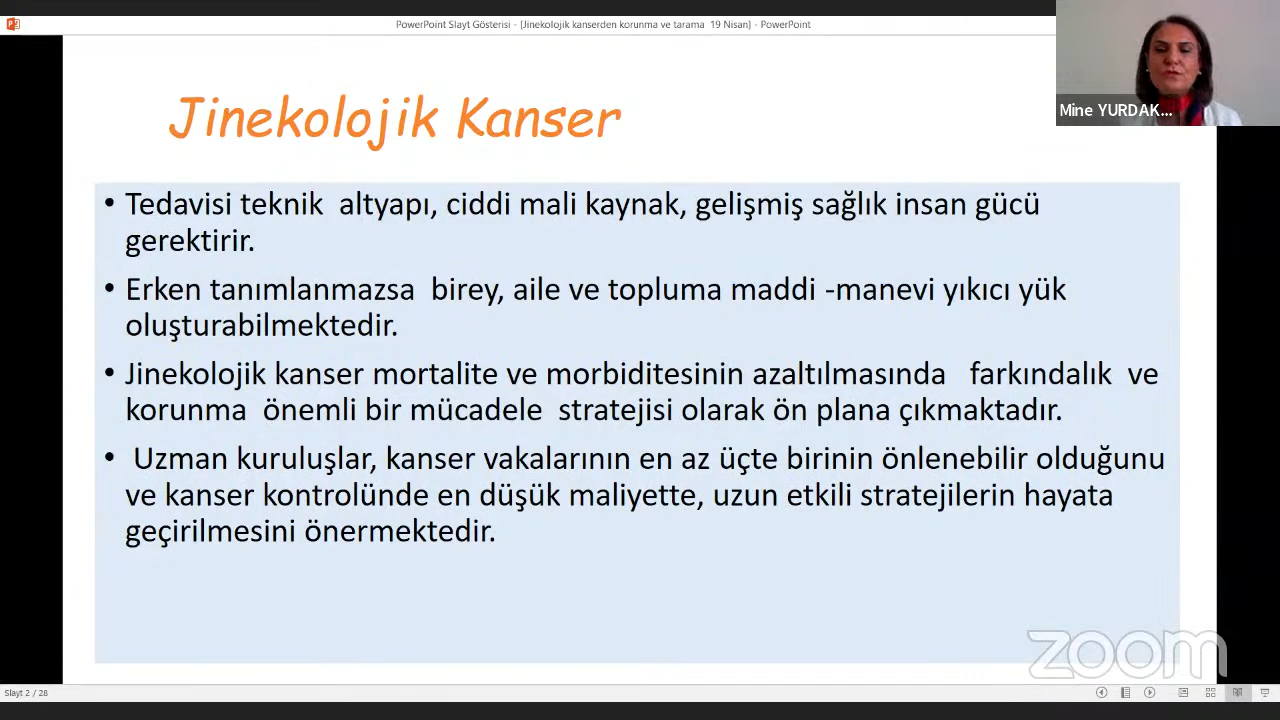 PowerPoint Slayt Gösterisi - [Jinekolojik kanserden korunma ve tarama 19 Nisan] - PowerPoint
Mine YURDAK...
Jinekolojik Kanser
• Tedavisi teknik altyapı, ciddi mali kaynak, gelişmiş sağlık insan gücü
gerektirir.
• Erken tanımlanmazsa birey, aile ve topluma maddi -manevi yıkıcı yük
oluşturabilmektedir.
• Jinekolojik kanser mortalite ve morbiditesinin azaltılmasında farkındalık ve
korunma önemli bir mücadele stratejisi olarak ön plana çıkmaktadır.
• Uzman kuruluşlar, kanser vakalarının en az üçte birinin önlenebilir olduğunu
ve kanser kontrolünde en düşük maliyette, uzun etkili stratejilerin hayata
geçirilmesini önermektedir.
zoom
Slayt 2 / 28